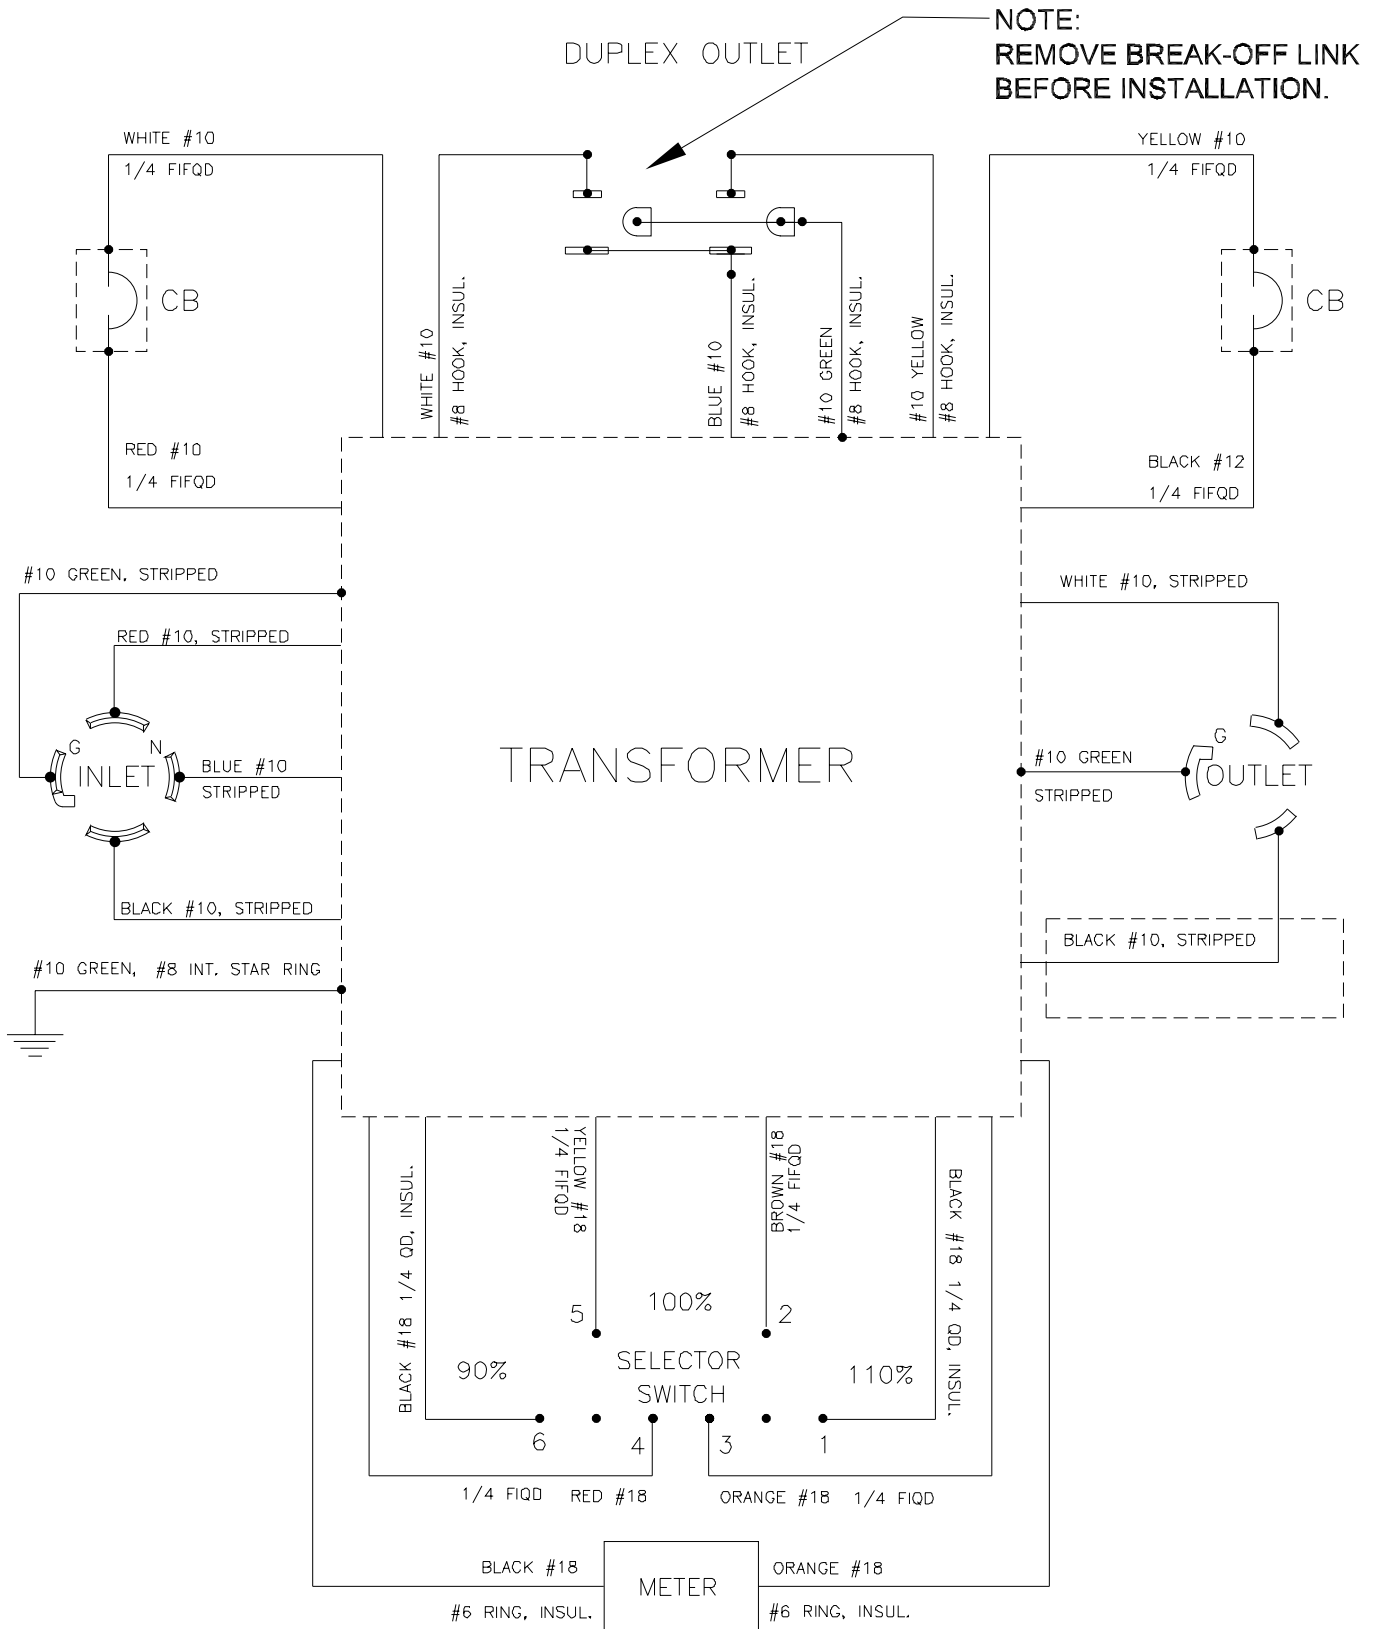 NOTE:
REMOVE BREAK-OFF LINK
BEFORE INSTALLATION.
DUPLEX OUTLET
WHITE #10
1/4 FIFQD
YELLOW #10
1/4 FIFQD
CB
CB
WHITE #10
#8 HOOK, INSUL.
BLUE #10
#8 HOOK, INSUL.
#10 GREEN
#8 HOOK, INSUL.
#10 YELLOW
#8 HOOK, INSUL.
RED #10
1/4 FIFQD
BLACK #12
1/4 FIFQD
#10 GREEN, STRIPPED
WHITE #10, STRIPPED
RED #10, STRIPPED
G
N
INLET
BLUE #10
STRIPPED
TRANSFORMER
#10 GREEN
STRIPPED
G
OUTLET
BLACK #10, STRIPPED
BLACK #10, STRIPPED
#10 GREEN, #8 INT. STAR RING
BLACK #18 1/4 QD, INSUL.
YELLOW #18
1/4 FIFQD
BROWN #18
1/4 FIFQD
BLACK #18 1/4 QD, INSUL.
5
100%
2
90%
SELECTOR
SWITCH
110%
6
4
3
1
1/4 FIQD RED #18
ORANGE #18 1/4 FIQD
BLACK #18
#6 RING, INSUL.
METER
ORANGE #18
#6 RING, INSUL.